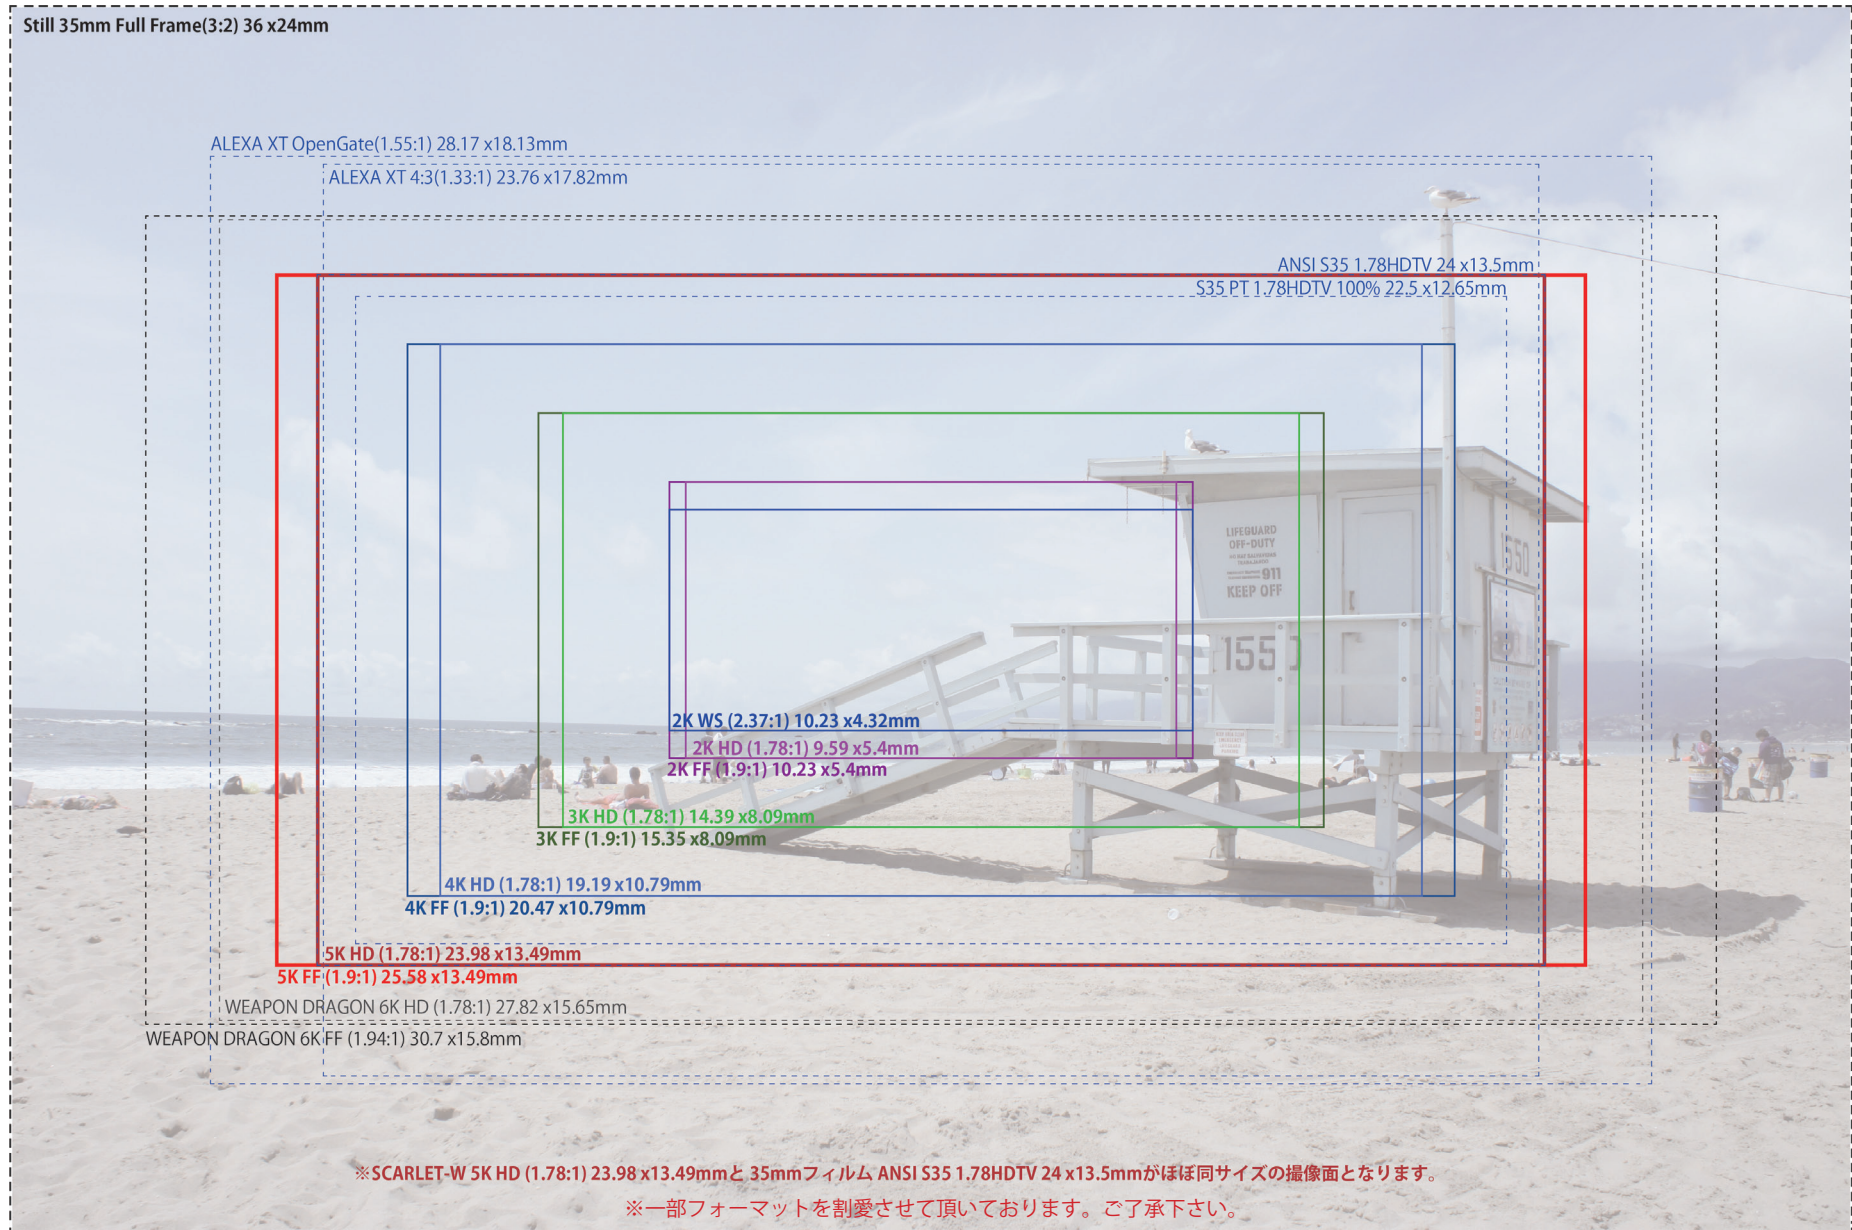 Still 35mm Full Frame(3:2) 36 x24mm
ALEXA XT OpenGate(1.55:1) 28.17 x18.13mm
ALEXA XT 4:3(1.33:1) 23.76 x17.82mm
ANSI S35 1.78HDTV 24 x13.5mm
S35 PT 1.78HDTV 100% 22.5 x12.65mm
LIFEGUARD
OFF-DUTY
911
KEEP OFF
1550
1550
2K WS (2.37:1) 10.23 x4.32mm
2K HD (1.78:1) 9.59 x5.4mm
2K FF (1.9:1) 10.23 x5.4mm
3K HD (1.78:1) 14.39 x8.09mm
3K FF (1.9:1) 15.35 x8.09mm
4K HD (1.78:1) 19.19 x10.79mm
4K FF (1.9:1) 20.47 x10.79mm
5K HD (1.78:1) 23.98 x13.49mm
5K FF (1.9:1) 25.58 x13.49mm
WEAPON DRAGON 6K HD (1.78:1) 27.82 x15.65mm
WEAPON DRAGON 6K FF (1.94:1) 30.7 x15.8mm
※SCARLET-W 5K HD (1.78:1) 23.98 x13.49mmと 35mmフィルム ANSI S35 1.78HDTV 24 x13.5mmがほぼ同サイズの撮像面となります。
※一部フォーマットを割愛させて頂いております。ご了承下さい。